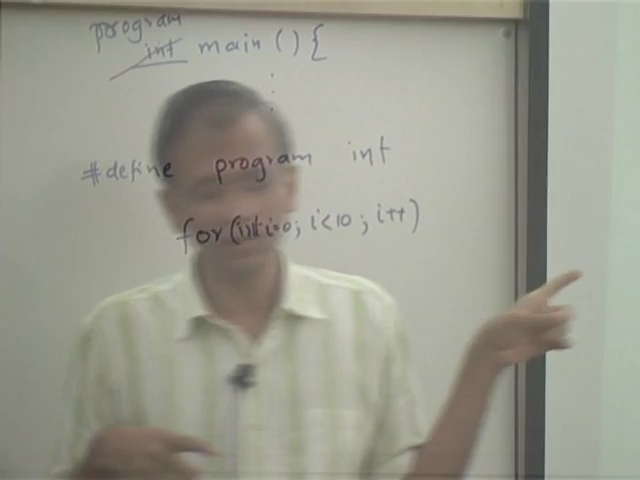 program
int main () {
#define program int
for (int i=0; i<10; i++)